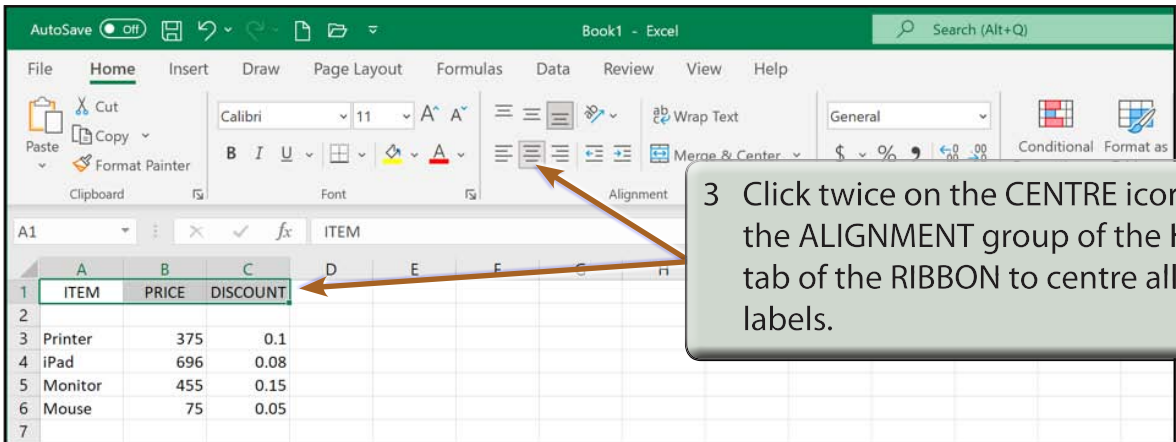 AutoSave Off Book1 - Excel Search (Alt+Q)
File Home Insert Draw Page Layout Formulas Data Review View Help
Cut
Copy
Paste
Format Painter
Clipboard
Calibri 11 A^ A˅
B I U A
Font
ab Wrap Text
Merge & Center
Alignment
General
$ % 9
Conditional Format as
3 Click twice on the CENTRE icon
the ALIGNMENT group of the
tab of the RIBBON to centre all
labels.
A1 fx ITEM
A B C D E F G H
1 ITEM PRICE DISCOUNT
2
3 Printer 375 0.1
4 iPad 696 0.08
5 Monitor 455 0.15
6 Mouse 75 0.05
7